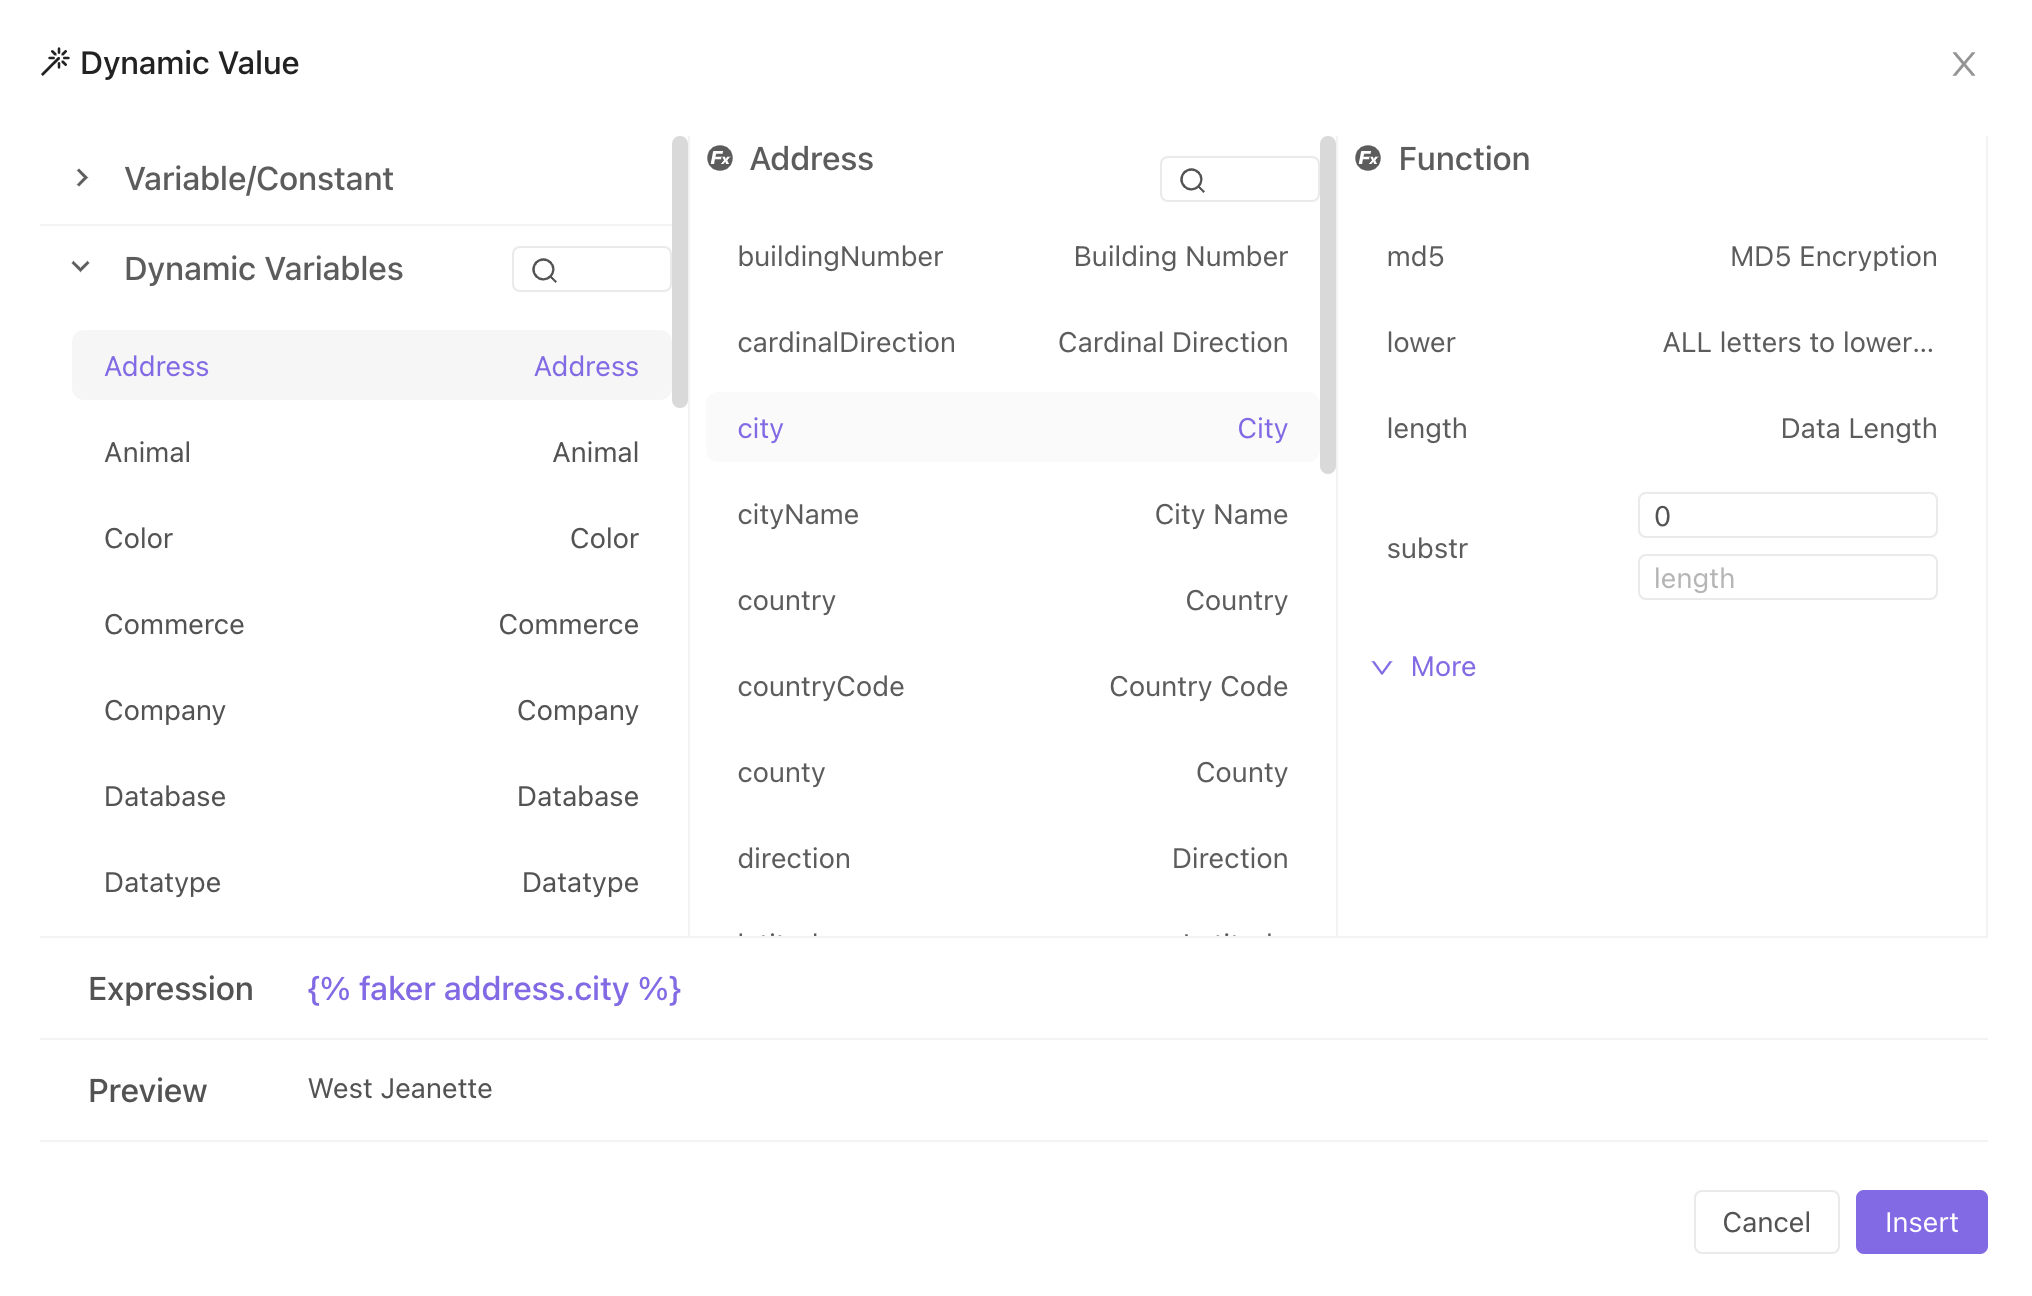 Dynamic Value
Variable/Constant
Dynamic Variables
Address Address
Animal Animal
Color Color
Commerce Commerce
Company Company
Database Database
Datatype Datatype
Fx Address
buildingNumber Building Number
cardinalDirection Cardinal Direction
city City
cityName City Name
country Country
countryCode Country Code
county County
direction Direction
Fx Function
md5 MD5 Encryption
lower ALL letters to lower...
length Data Length
substr 0
length
More
Expression {% faker address.city %}
Preview West Jeanette
Cancel Insert